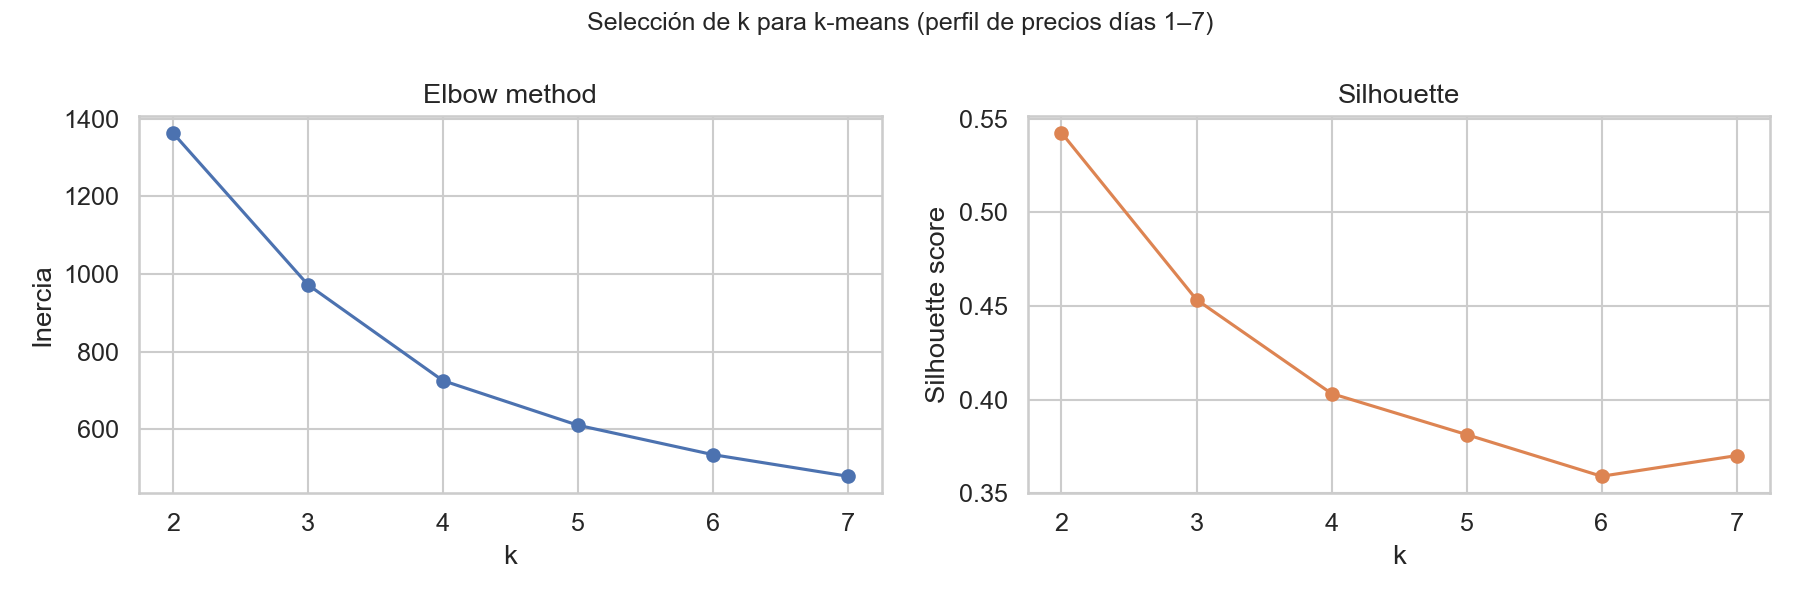 Selección de k para k-means (perfil de precios días 1–7)
Elbow method
1400
1200
1000
800
600
Inercia
2 3 4 5 6 7
k
Silhouette
0.55
0.50
0.45
0.40
0.35
Silhouette score
2 3 4 5 6 7
k